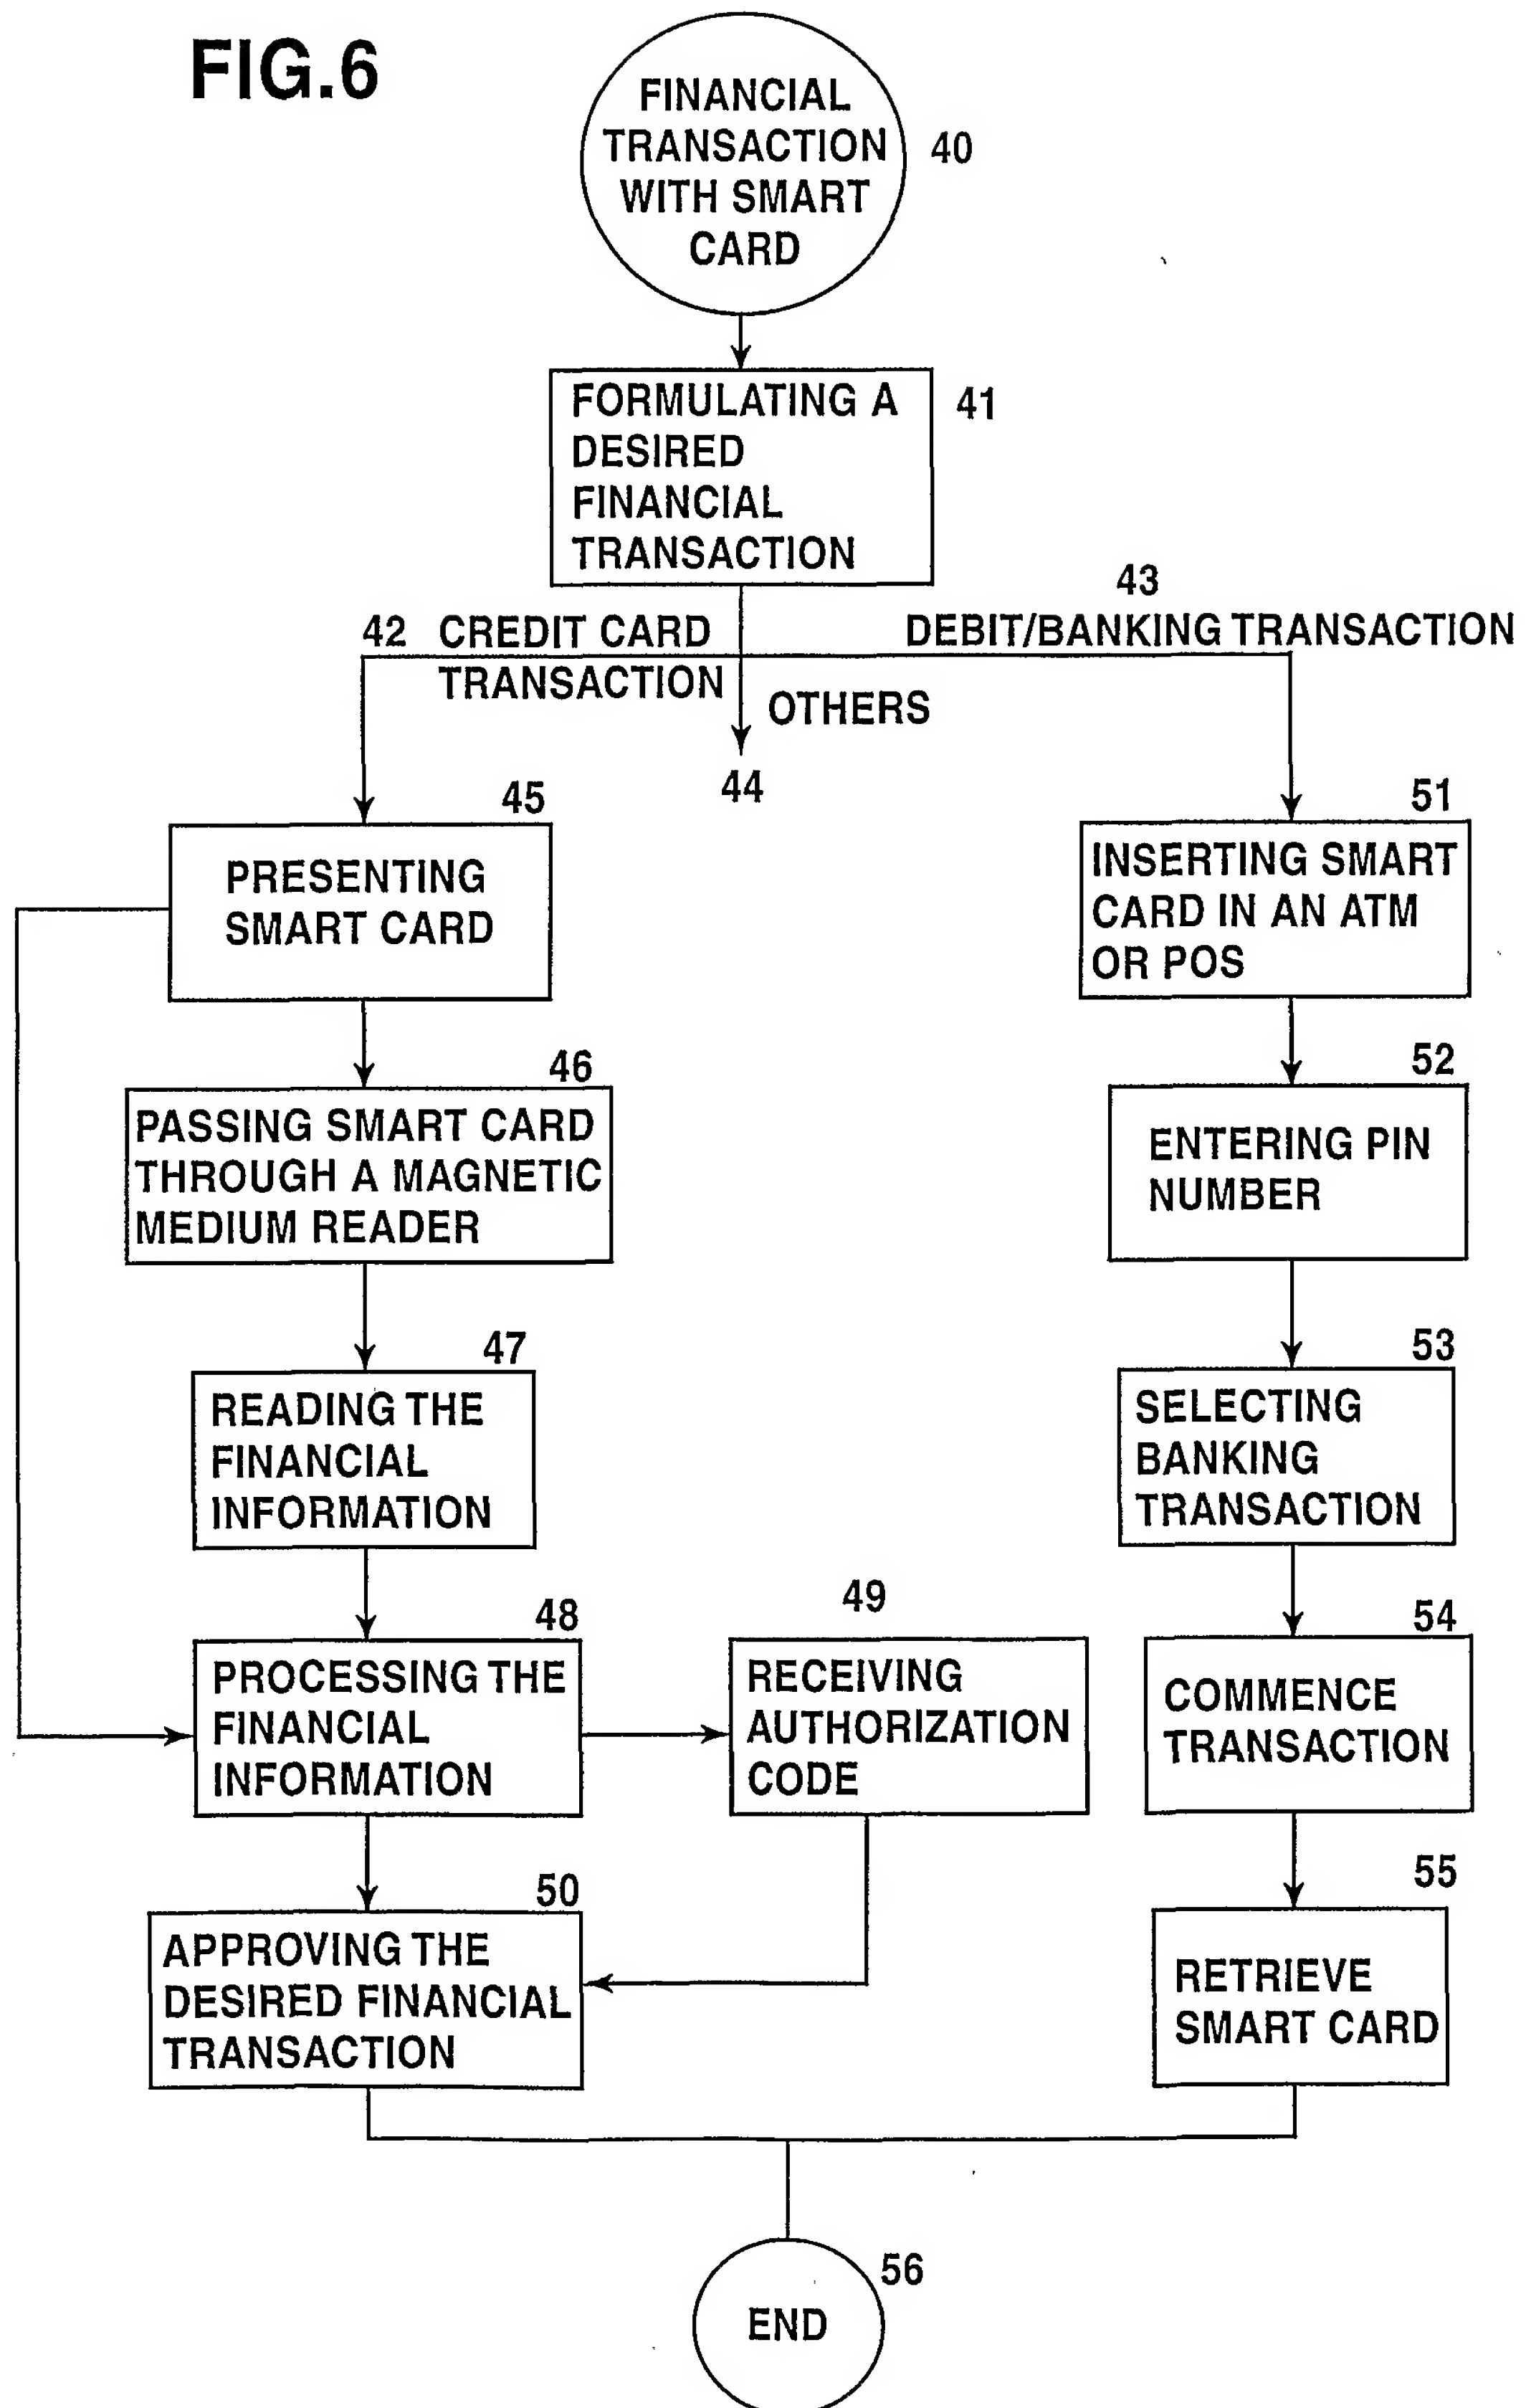 FIG.6
FINANCIAL
TRANSACTION
WITH SMART
CARD
40
FORMULATING A
DESIRED
FINANCIAL
TRANSACTION
41
42 CREDIT CARD
TRANSACTION
43
DEBIT/BANKING TRANSACTION
OTHERS
44
45
PRESENTING
SMART CARD
46
PASSING SMART CARD
THROUGH A MAGNETIC
MEDIUM READER
47
READING THE
FINANCIAL
INFORMATION
48
PROCESSING THE
FINANCIAL
INFORMATION
49
RECEIVING
AUTHORIZATION
CODE
50
APPROVING THE
DESIRED FINANCIAL
TRANSACTION
51
INSERTING SMART
CARD IN AN ATM
OR POS
52
ENTERING PIN
NUMBER
53
SELECTING
BANKING
TRANSACTION
54
COMMENCE
TRANSACTION
55
RETRIEVE
SMART CARD
56
END